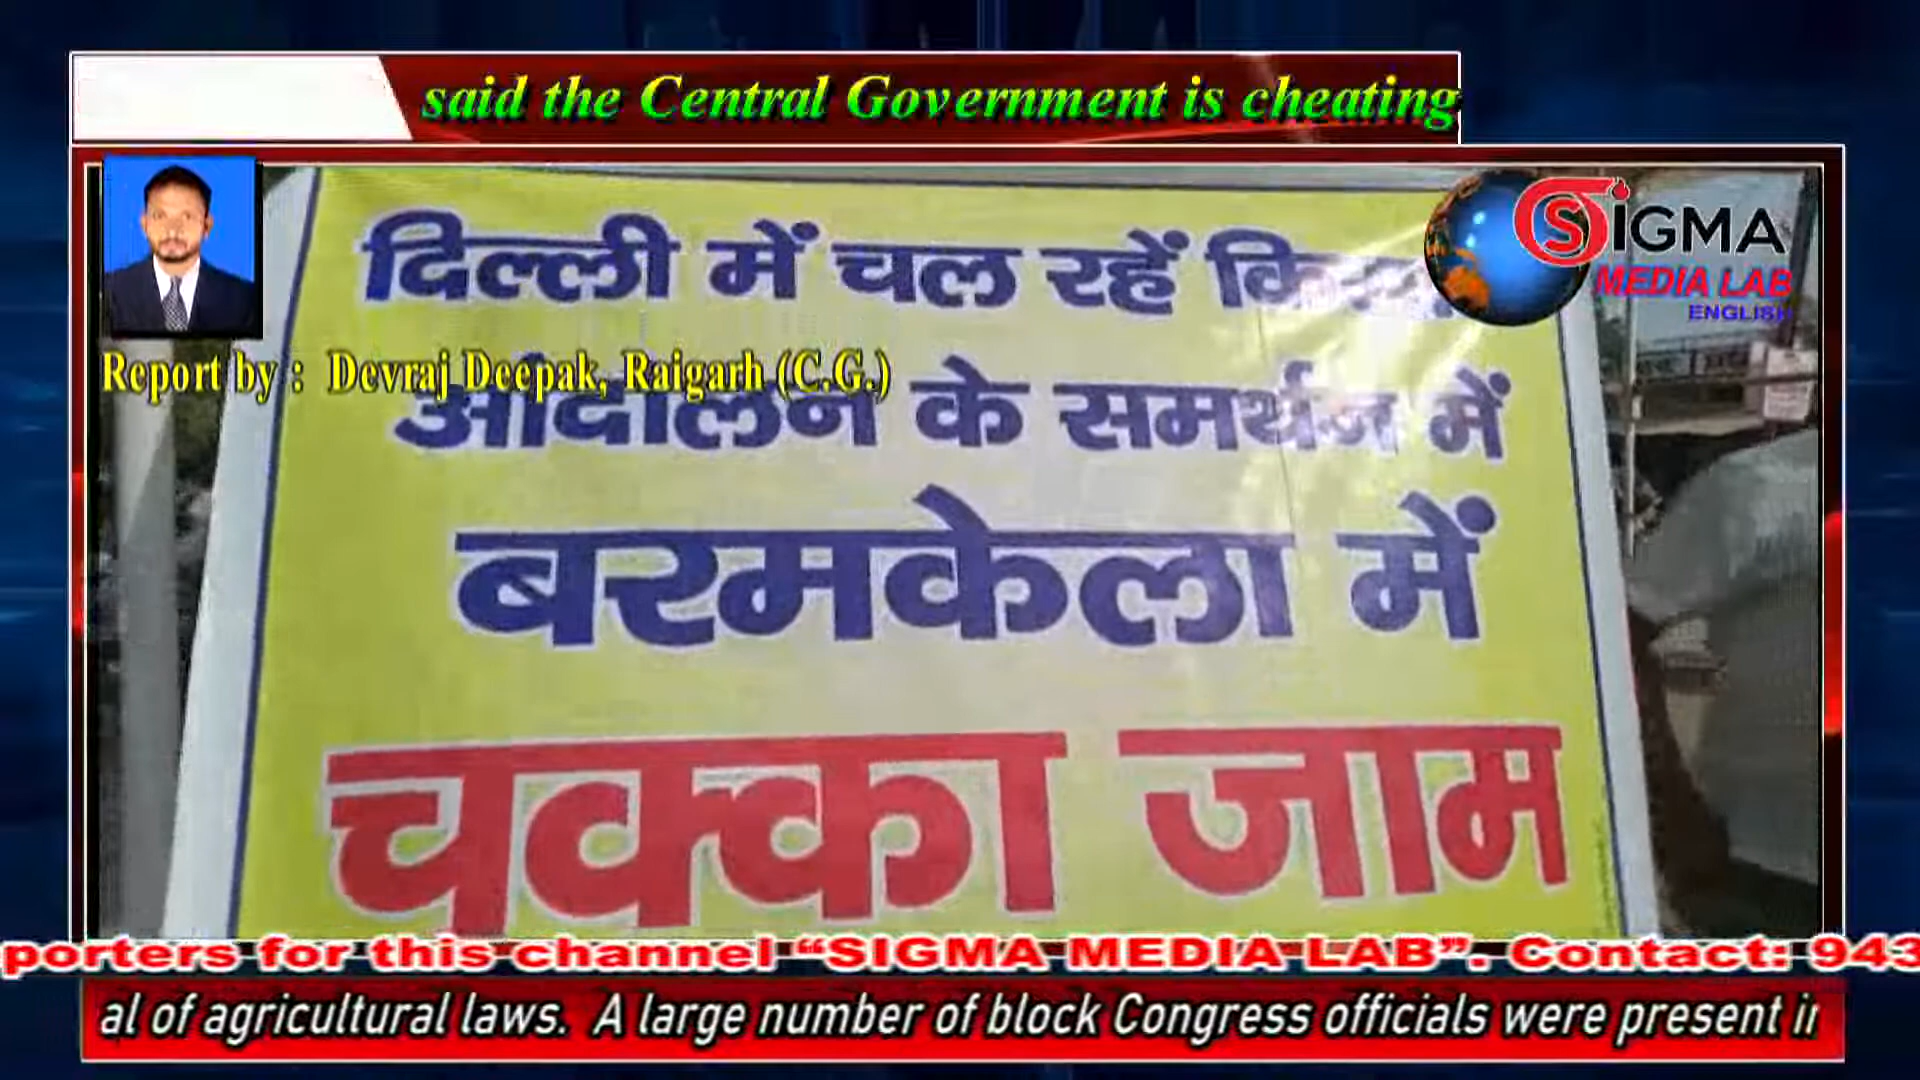 said the Central Government is cheating
SIGMA
MEDIA LAB
ENGLISH
दिल्ली में चल रहें
Report by : Devraj Deepak, Raigarh (C.G.)
आंदोलन के समर्थन में
बरमकेला में
चक्का जाम
porters for this channel “SIGMA MEDIA LAB”. Contact: 943
al of agricultural laws. A large number of block Congress officials were present in